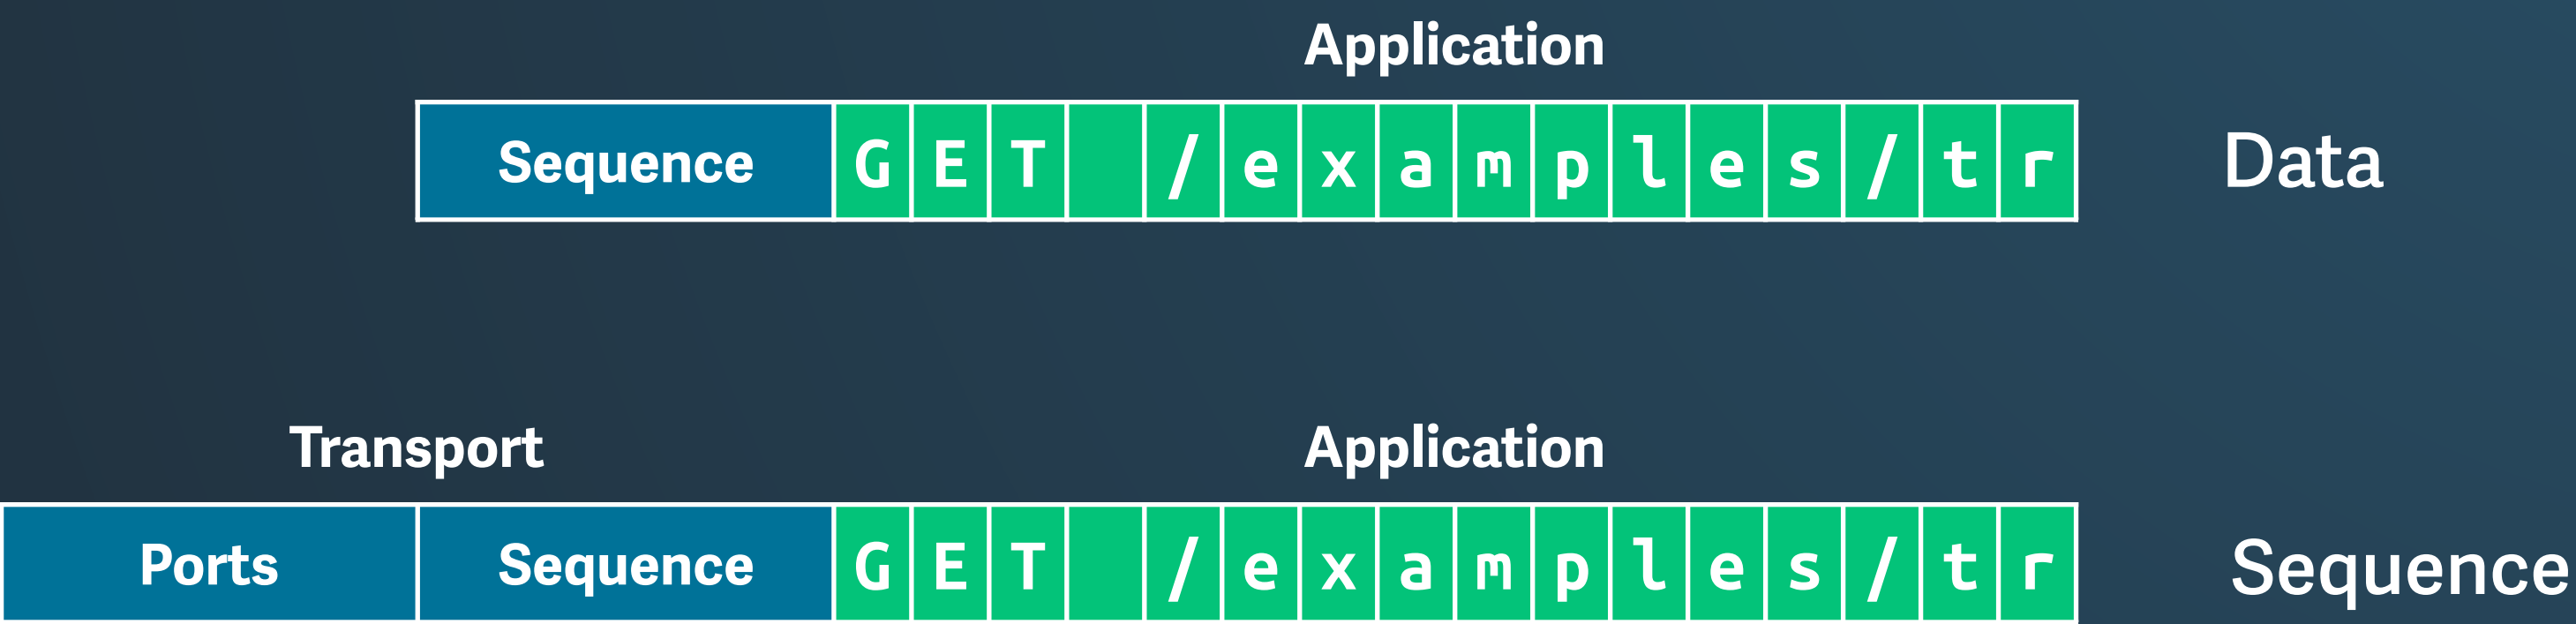 Application
Sequence G E T / e x a m p l e s / t r Data
Transport Application
Ports Sequence G E T / e x a m p l e s / t r Sequence